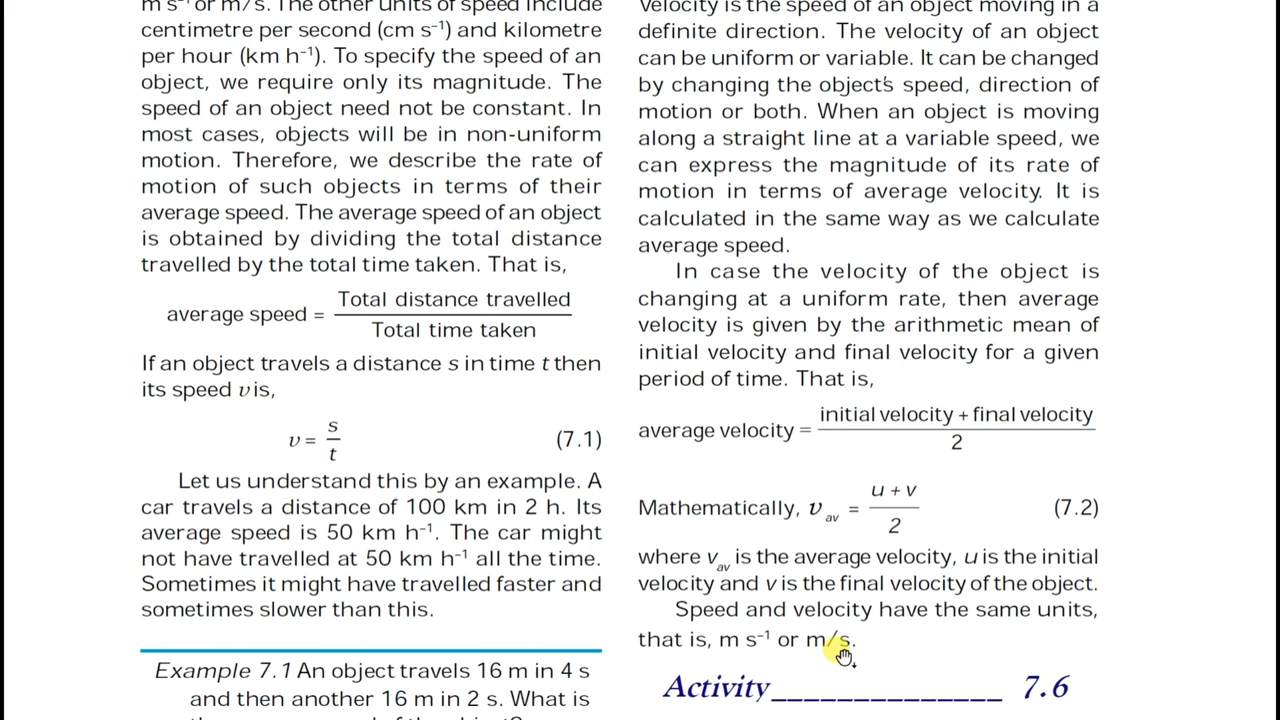 m s⁻¹ or m/s. The other units of speed include
centimetre per second (cm s⁻¹) and kilometre
per hour (km h⁻¹). To specify the speed of an
object, we require only its magnitude. The
speed of an object need not be constant. In
most cases, objects will be in non-uniform
motion. Therefore, we describe the rate of
motion of such objects in terms of their
average speed. The average speed of an object
is obtained by dividing the total distance
travelled by the total time taken. That is,
average speed = Total distance travelled / Total time taken
If an object travels a distance s in time t then
its speed v is,
v = s/t (7.1)
Let us understand this by an example. A
car travels a distance of 100 km in 2 h. Its
average speed is 50 km h⁻¹. The car might
not have travelled at 50 km h⁻¹ all the time.
Sometimes it might have travelled faster and
sometimes slower than this.
Example 7.1 An object travels 16 m in 4 s
and then another 16 m in 2 s. What is
Velocity is the speed of an object moving in a
definite direction. The velocity of an object
can be uniform or variable. It can be changed
by changing the object's speed, direction of
motion or both. When an object is moving
along a straight line at a variable speed, we
can express the magnitude of its rate of
motion in terms of average velocity. It is
calculated in the same way as we calculate
average speed.
In case the velocity of the object is
changing at a uniform rate, then average
velocity is given by the arithmetic mean of
initial velocity and final velocity for a given
period of time. That is,
average velocity = initial velocity + final velocity / 2
Mathematically, v av = u + v / 2 (7.2)
where v av is the average velocity, u is the initial
velocity and v is the final velocity of the object.
Speed and velocity have the same units,
that is, m s⁻¹ or m/s.
Activity ______________ 7.6